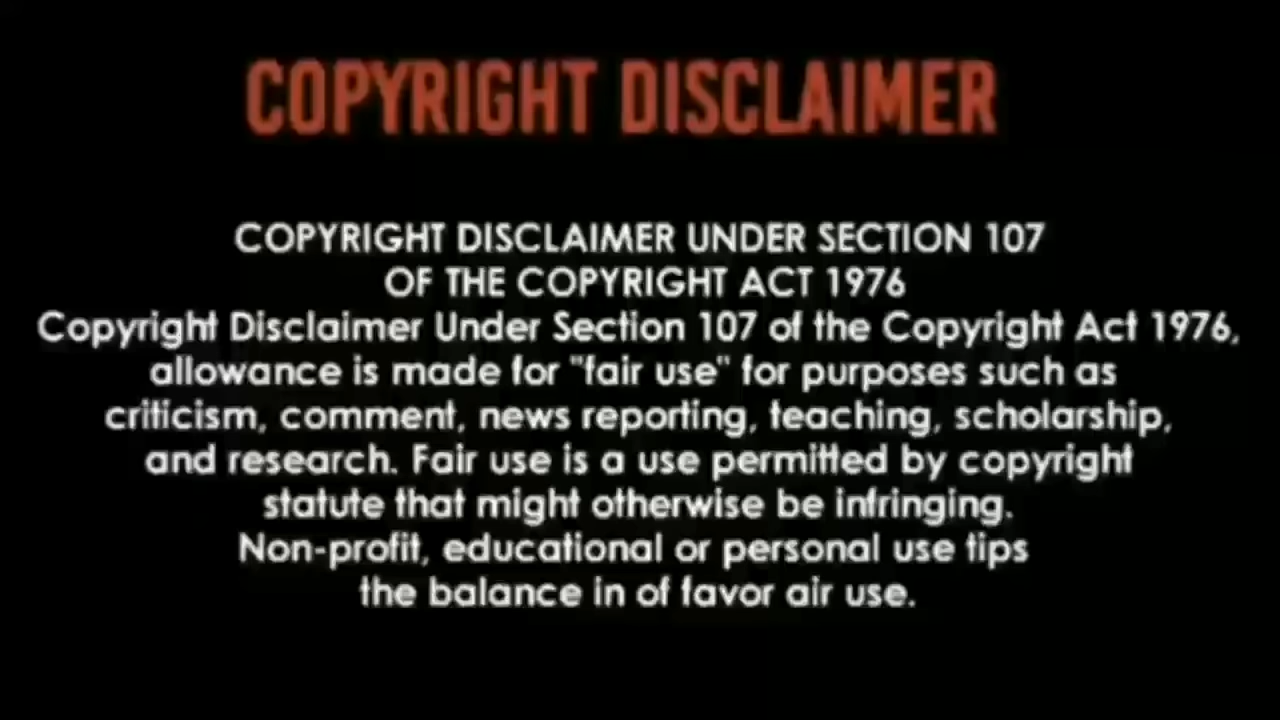 COPYRIGHT DISCLAIMER
COPYRIGHT DISCLAIMER UNDER SECTION 107
OF THE COPYRIGHT ACT 1976
Copyright Disclaimer Under Section 107 of the Copyright Act 1976,
allowance is made for "fair use" for purposes such as
criticism, comment, news reporting, teaching, scholarship,
and research. Fair use is a use permitted by copyright
statute that might otherwise be infringing.
Non-profit, educational or personal use tips
the balance in of favor air use.